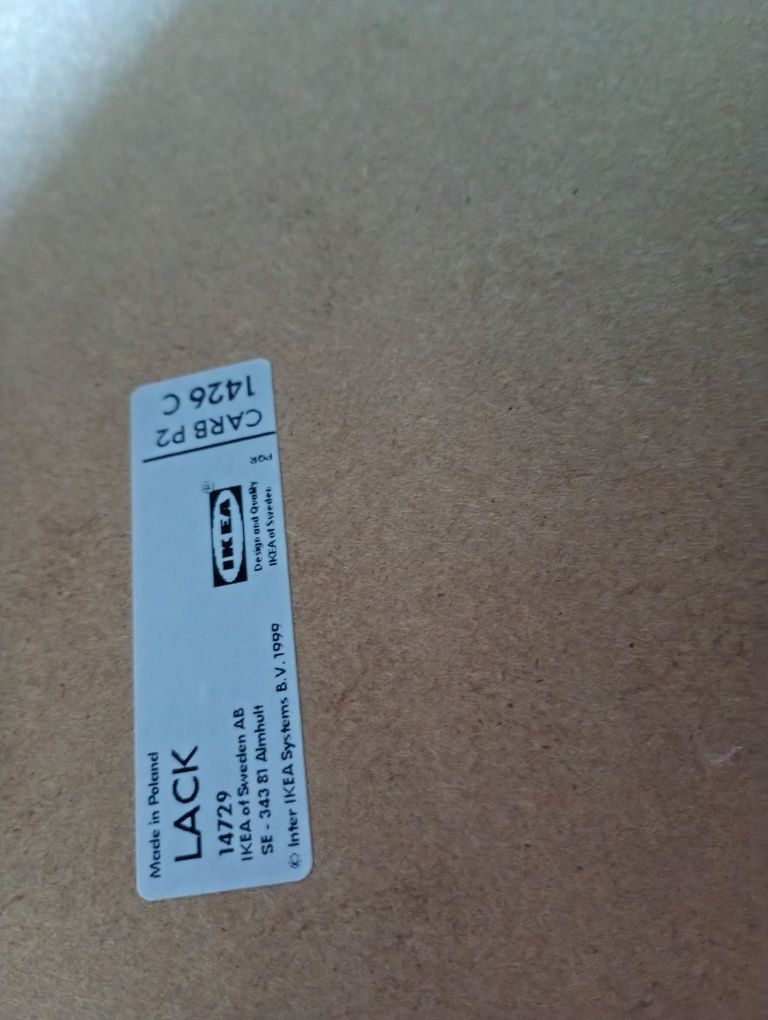 Made in Poland
LACK
14729
IKEA of Sweden AB
SE - 343 81 Älmhult
© Inter IKEA Systems B.V. 1999
IKEA®
Design and Quality
IKEA of Sweden
PQR
CARB P2
1426 C